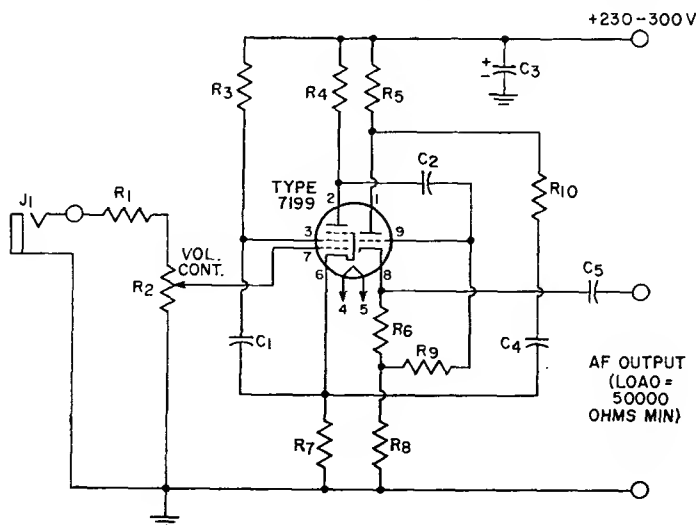 +230-300V
C3
+
-
R3
R4
R5
C2
TYPE
7199
2
1
R10
J1
R1
3
9
7
VOL.
CONT.
6
8
R2
4
5
C5
C1
R6
R9
C4
AF OUTPUT
(LOAD=
50000
OHMS MIN)
R7
R8